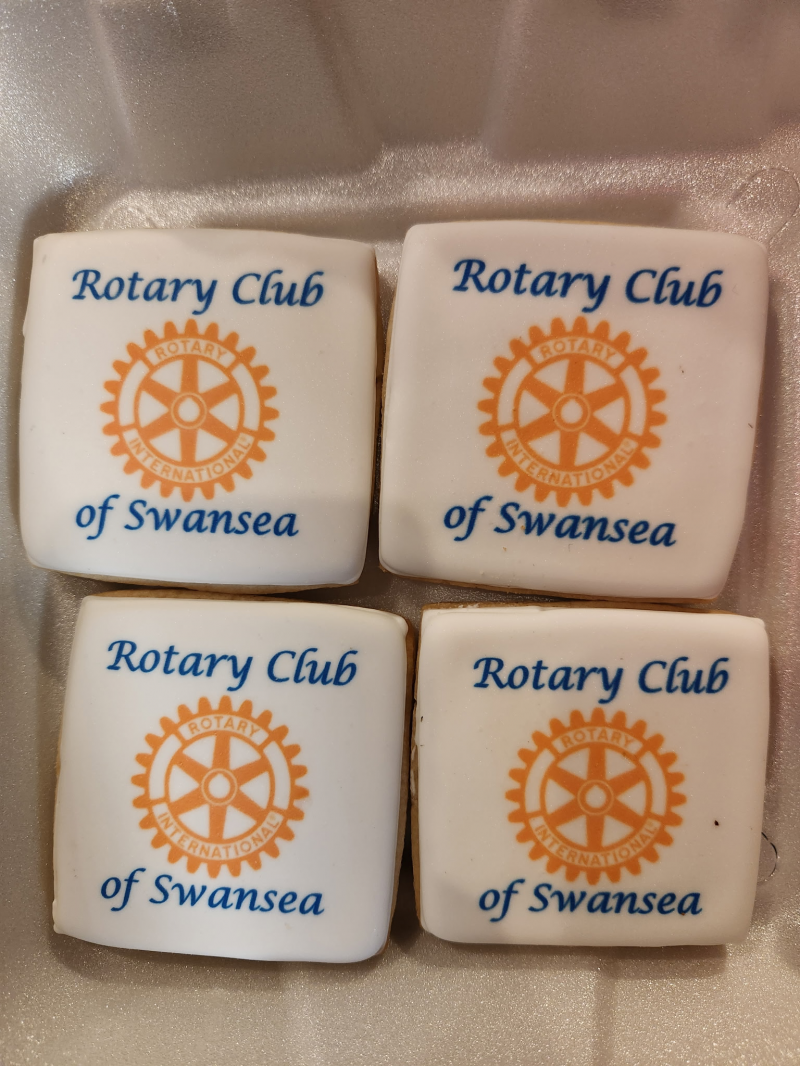 Rotary Club
ROTARY
INTERNATIONAL
of Swansea
Rotary Club
ROTARY
INTERNATIONAL
of Swansea
Rotary Club
ROTARY
INTERNATIONAL
of Swansea
Rotary Club
ROTARY
INTERNATIONAL
of Swansea